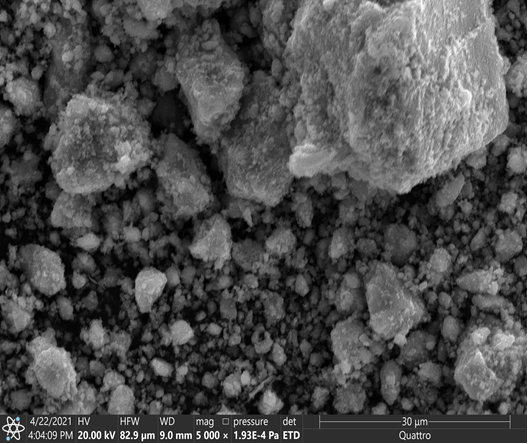 4/22/2021 HV HFW WD mag □ pressure det
4:04:09 PM 20.00 kV 82.9 µm 9.0 mm 5 000 x 1.93E-4 Pa ETD
30 µm
Quattro